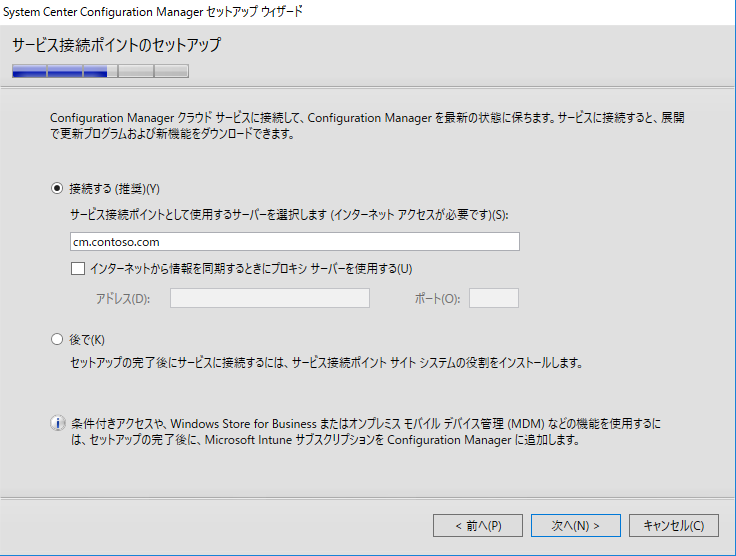 System Center Configuration Manager セットアップ ウィザード
サービス接続ポイントのセットアップ
Configuration Manager クラウド サービスに接続して、Configuration Manager を最新の状態に保ちます。サービスに接続すると、展開
で更新プログラムおよび新機能をダウンロードできます。
接続する (推奨)(Y)
サービス接続ポイントとして使用するサーバーを選択します (インターネット アクセスが必要です)(S):
cm.contoso.com
インターネットから情報を同期するときにプロキシ サーバーを使用する(U)
アドレス(D): ポート(O):
後で(K)
セットアップの完了後にサービスに接続するには、サービス接続ポイント サイト システムの役割をインストールします。
条件付きアクセスや、Windows Store for Business またはオンプレミス モバイル デバイス管理 (MDM) などの機能を使用するに
は、セットアップの完了後に、Microsoft Intune サブスクリプションを Configuration Manager に追加します。
< 前へ(P) 次へ(N) > キャンセル(C)